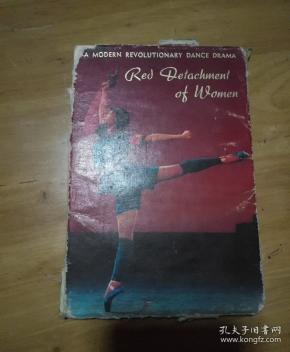 A MODERN REVOLUTIONARY DANCE DRAMA
Red Detachment
of Women
孔夫子旧书网
www.kongfz.com